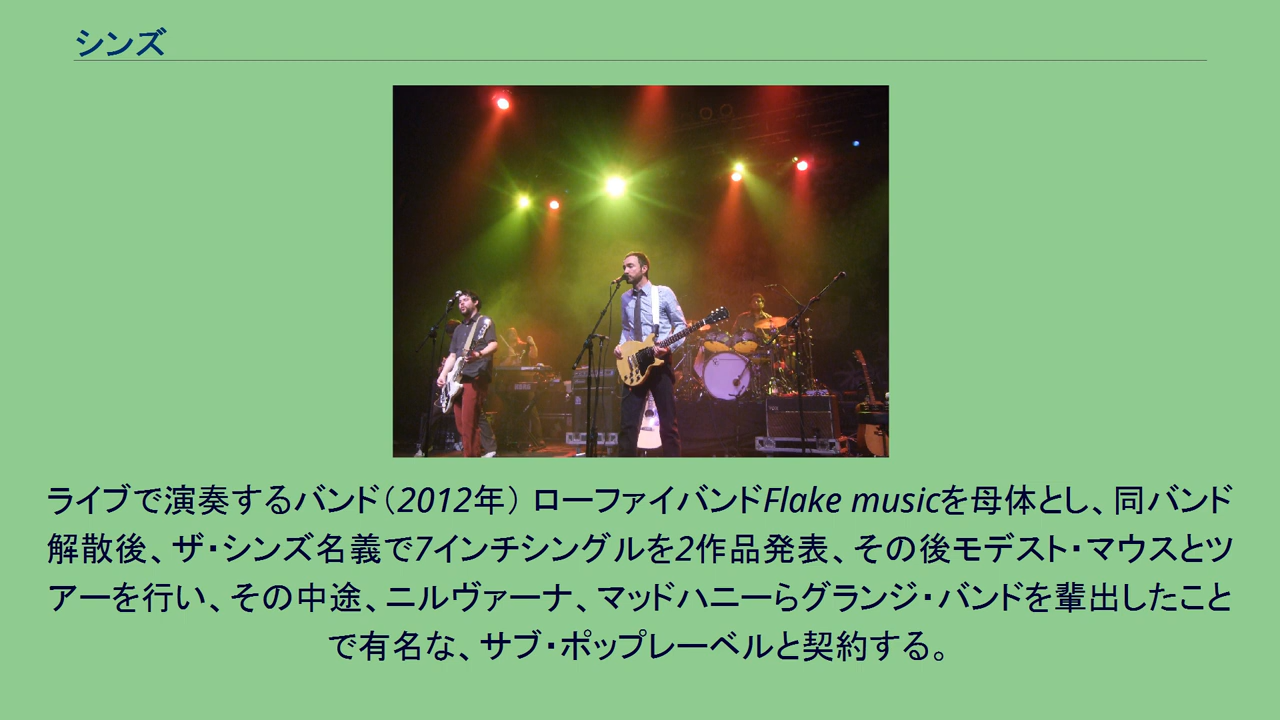 シンズ
ライブで演奏するバンド（2012年） ローファイバンドFlake musicを母体とし、同バンド
解散後、ザ・シンズ名義で7インチシングルを2作品発表、その後モデスト・マウスとツ
アーを行い、その中途、ニルヴァーナ、マッドハニーらグランジ・バンドを輩出したこと
で有名な、サブ・ポップレーベルと契約する。